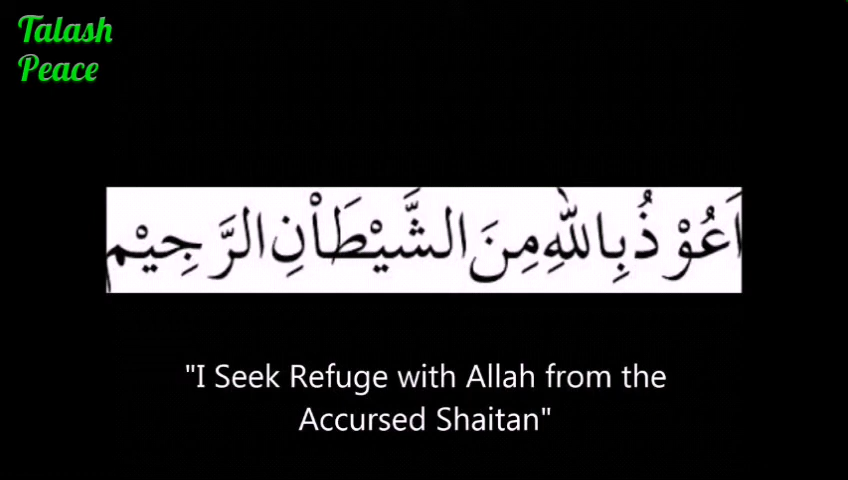 Talash
Peace
اَعُوْذُ بِاللّٰهِ مِنَ الشَّيْطَاْنِ الرَّجِيْم
"I Seek Refuge with Allah from the
Accursed Shaitan"